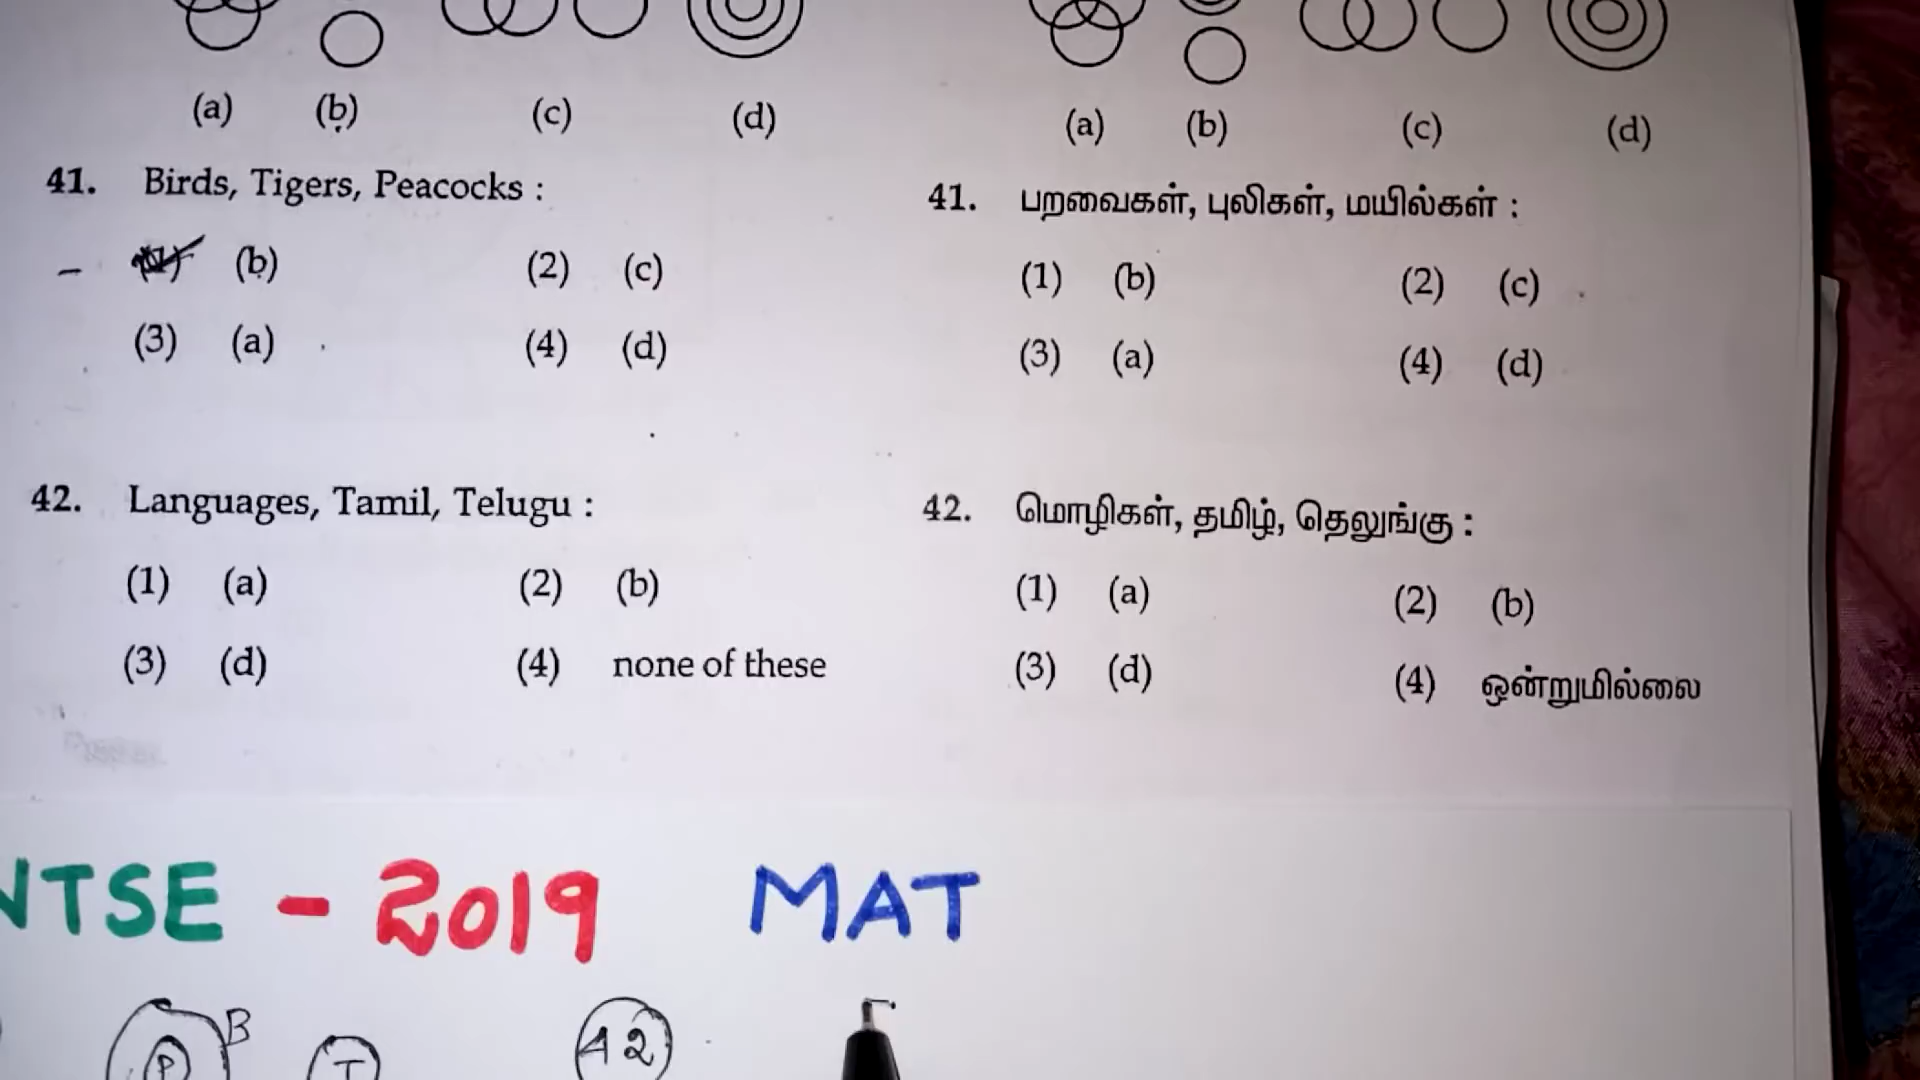 (a) (b) (c) (d)
41. Birds, Tigers, Peacocks :
(1) (b) (2) (c)
(3) (a) (4) (d)
42. Languages, Tamil, Telugu :
(1) (a) (2) (b)
(3) (d) (4) none of these
(a) (b) (c) (d)
41. பறவைகள், புலிகள், மயில்கள் :
(1) (b) (2) (c)
(3) (a) (4) (d)
42. மொழிகள், தமிழ், தெலுங்கு :
(1) (a) (2) (b)
(3) (d) (4) ஒன்றுமில்லை
NTSE - 2019 MAT
P B T 42